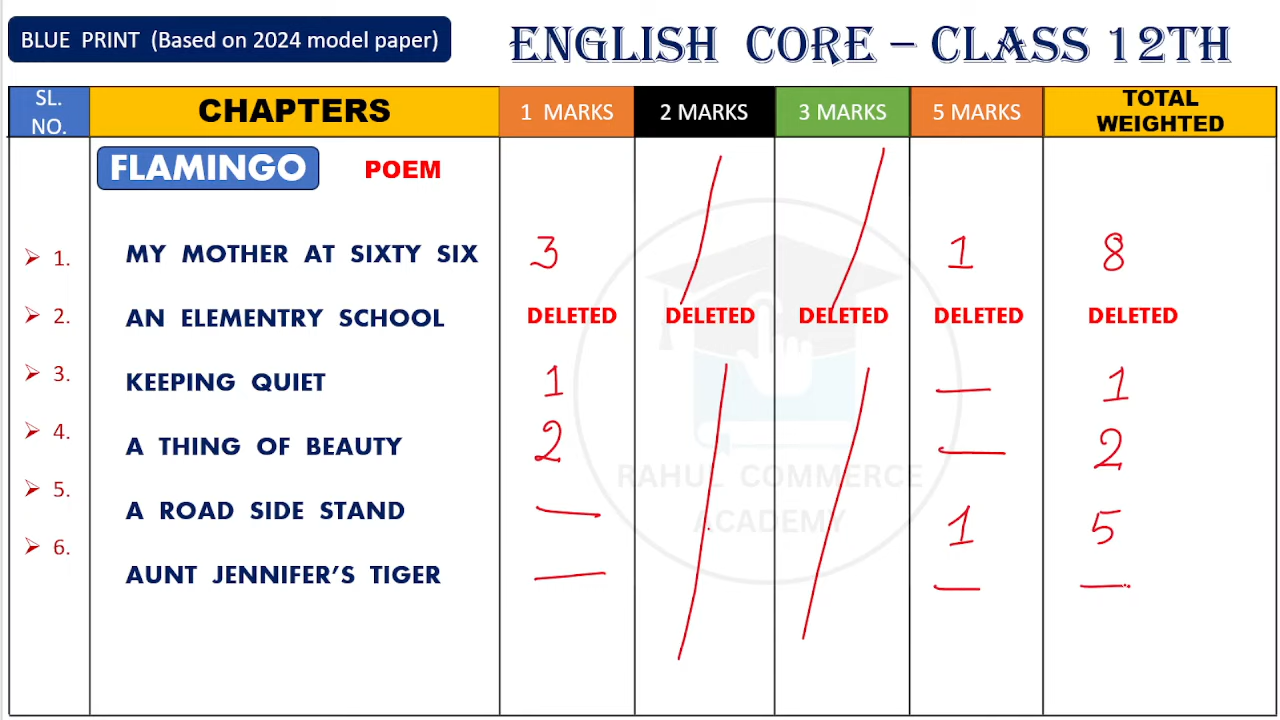 BLUE PRINT (Based on 2024 model paper)
ENGLISH CORE – CLASS 12TH
SL. NO. CHAPTERS 1 MARKS 2 MARKS 3 MARKS 5 MARKS TOTAL WEIGHTED
FLAMINGO POEM
1. MY MOTHER AT SIXTY SIX 3 1 8
2. AN ELEMENTRY SCHOOL DELETED DELETED DELETED DELETED DELETED
3. KEEPING QUIET 1 — 1
4. A THING OF BEAUTY 2 — 2
5. A ROAD SIDE STAND — 1 5
6. AUNT JENNIFER’S TIGER — — —
RAHUL COMMERCE
ACADEMY